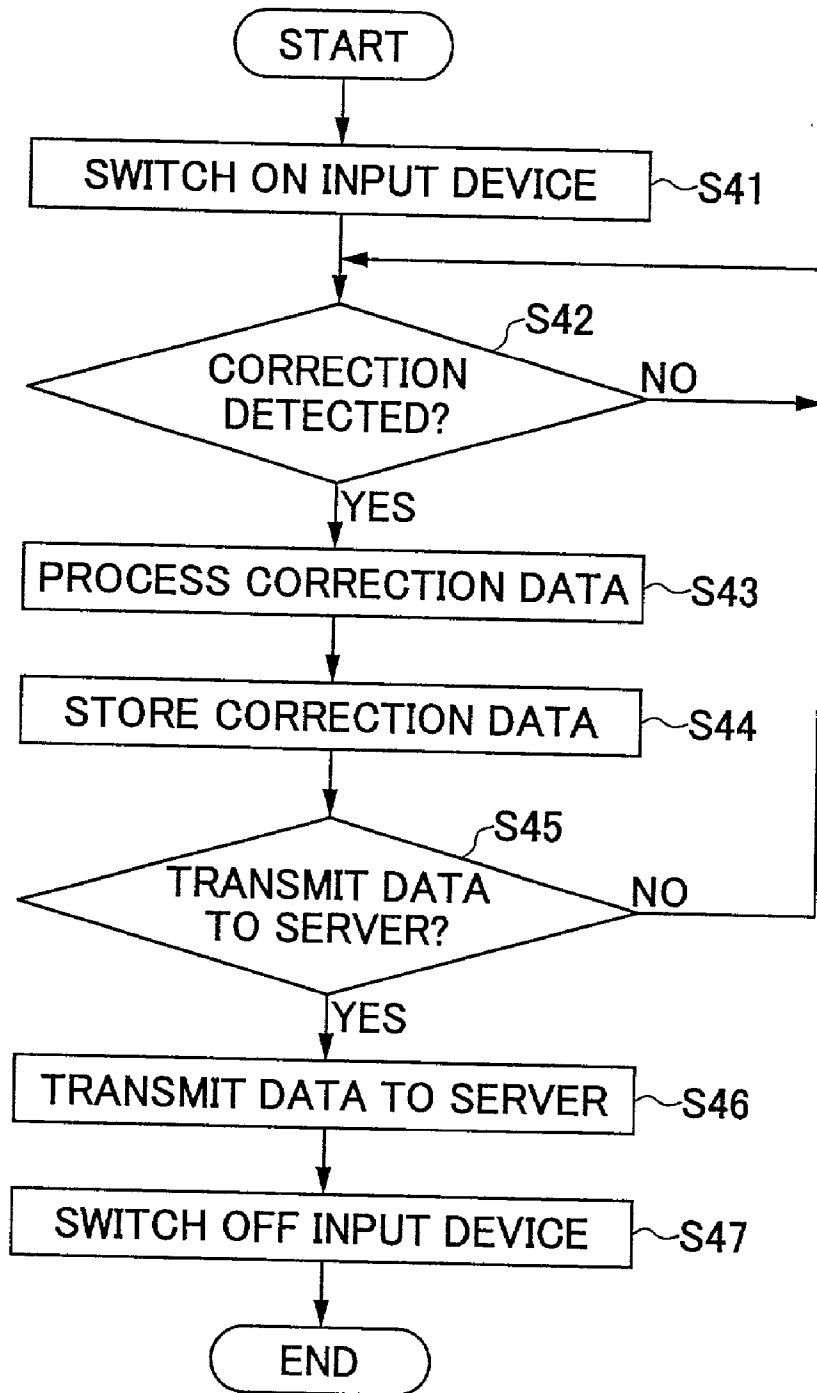 START
SWITCH ON INPUT DEVICE
S41
S42
CORRECTION
DETECTED?
NO
YES
PROCESS CORRECTION DATA
S43
STORE CORRECTION DATA
S44
S45
TRANSMIT DATA
TO SERVER?
NO
YES
TRANSMIT DATA TO SERVER
S46
SWITCH OFF INPUT DEVICE
S47
END